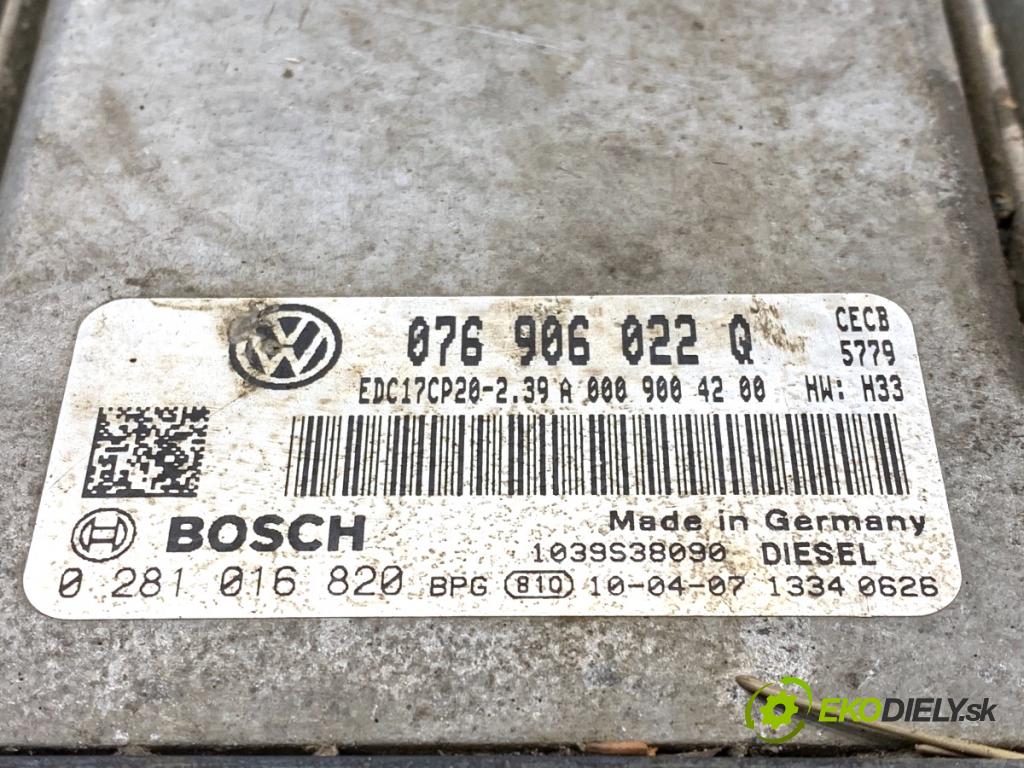 076 906 022 Q CECB
5779
EDC17CP20-2.39 A 000 900 42 00 HW: H33
BOSCH Made in Germany
1039S38090 DIESEL
0 281 016 820 BPG 810 10-04-07 1334 0626
EKODIELY.sk